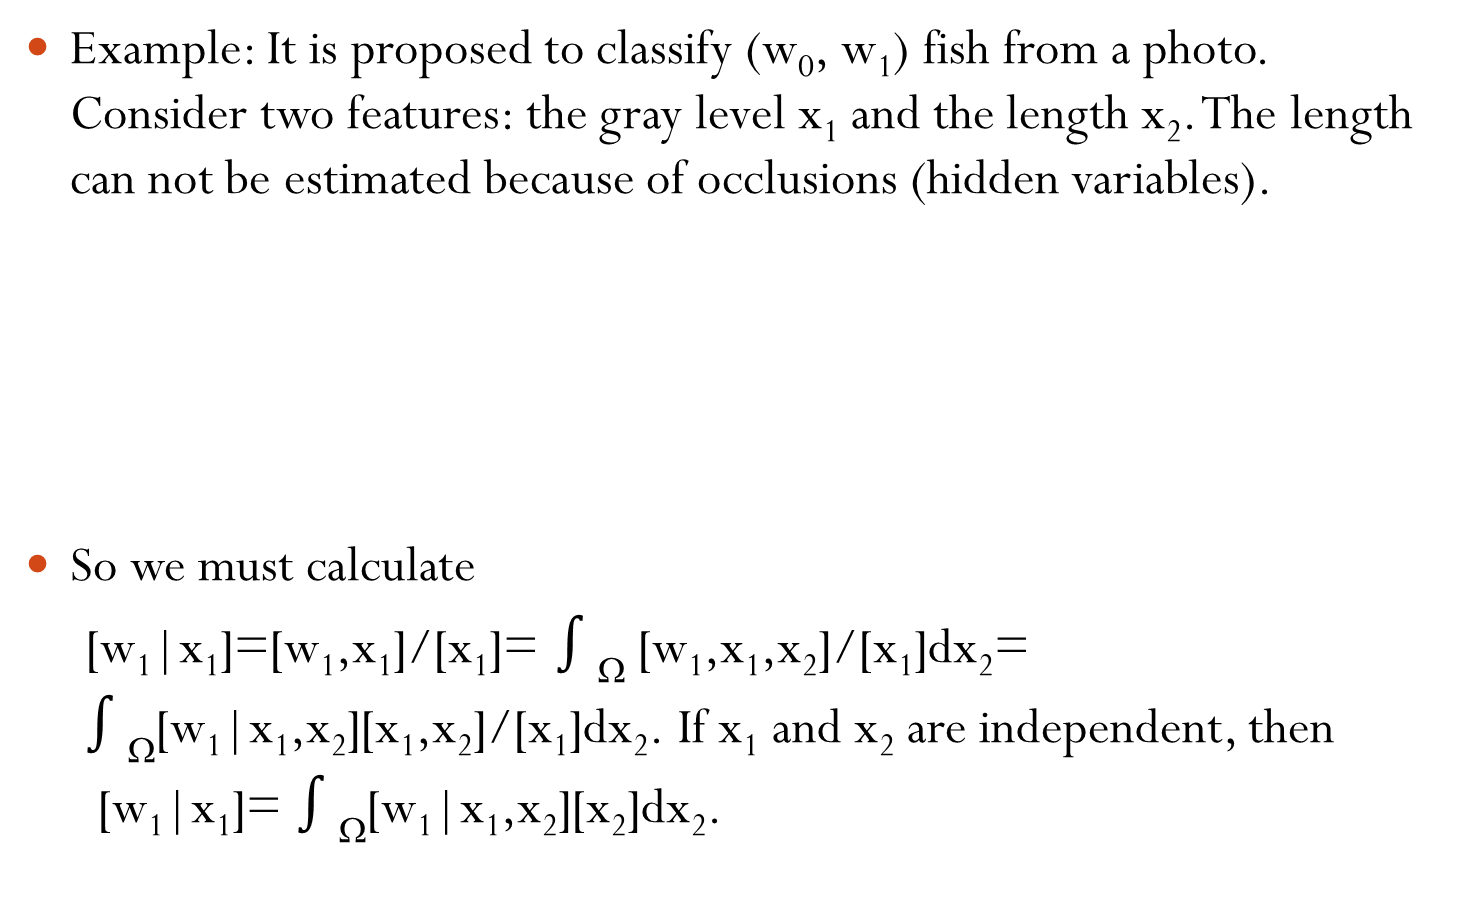 • Example: It is proposed to classify (w₀, w₁) fish from a photo.
Consider two features: the gray level x₁ and the length x₂. The length
can not be estimated because of occlusions (hidden variables).
• So we must calculate
[w₁|x₁]=[w₁,x₁]/[x₁]= ∫ Ω [w₁,x₁,x₂]/[x₁]dx₂=
∫ Ω[w₁|x₁,x₂][x₁,x₂]/[x₁]dx₂. If x₁ and x₂ are independent, then
[w₁|x₁]= ∫ Ω[w₁|x₁,x₂][x₂]dx₂.